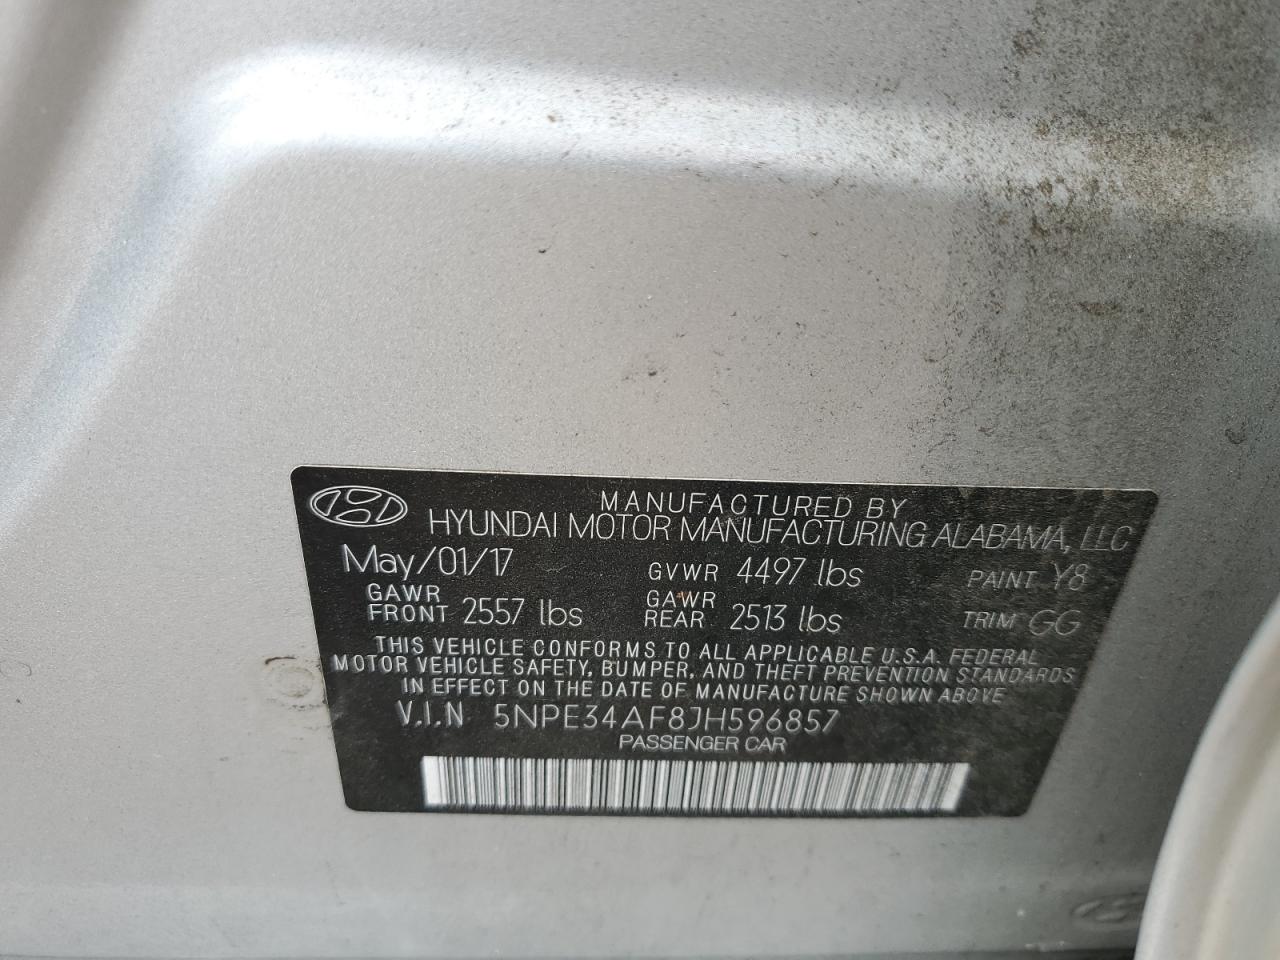 MANUFACTURED BY
HYUNDAI MOTOR MANUFACTURING ALABAMA, LLC
May/01/17 GVWR 4497 lbs PAINT Y8
GAWR FRONT 2557 lbs GAWR REAR 2513 lbs TRIM GG
THIS VEHICLE CONFORMS TO ALL APPLICABLE U.S.A. FEDERAL
MOTOR VEHICLE SAFETY, BUMPER, AND THEFT PREVENTION STANDARDS
IN EFFECT ON THE DATE OF MANUFACTURE SHOWN ABOVE
V.I.N 5NPE34AF8JH596857
PASSENGER CAR